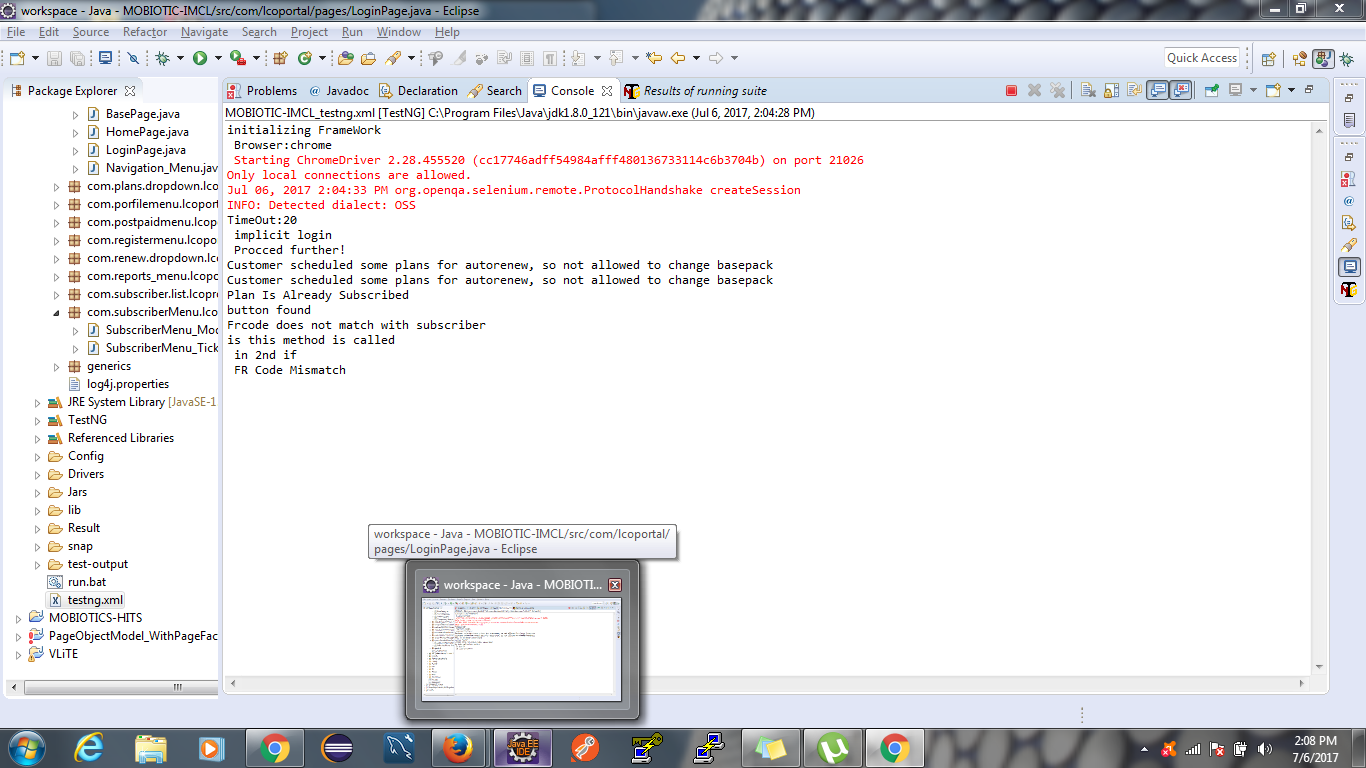 workspace - Java - MOBIOTIC-IMCL/src/com/lcoportal/pages/LoginPage.java - Eclipse
File Edit Source Refactor Navigate Search Project Run Window Help
Quick Access
Package Explorer
Problems @ Javadoc Declaration Search Console Results of running suite
MOBIOTIC-IMCL_testng.xml [TestNG] C:\Program Files\Java\jdk1.8.0_121\bin\javaw.exe (Jul 6, 2017, 2:04:28 PM)
BasePage.java
HomePage.java
LoginPage.java
Navigation_Menu.jav
com.plans.dropdown.lco
com.porfilemenu.lcoport
com.postpaidmenu.lcop
com.registermenu.lcopo
com.renew.dropdown.lc
com.reports_menu.lcopc
com.subscriber.list.lcopr
com.subscriberMenu.lco
SubscriberMenu_Moc
SubscriberMenu_Tick
generics
log4j.properties
JRE System Library [JavaSE-1
TestNG
Referenced Libraries
Config
Drivers
Jars
lib
Result
snap
test-output
run.bat
testng.xml
MOBIOTICS-HITS
PageObjectModel_WithPageFac
VLiTE
initializing FrameWork
Browser:chrome
Starting ChromeDriver 2.28.455520 (cc17746adff54984afff480136733114c6b3704b) on port 21026
Only local connections are allowed.
Jul 06, 2017 2:04:33 PM org.openqa.selenium.remote.ProtocolHandshake createSession
INFO: Detected dialect: OSS
TimeOut:20
implicit login
Procced further!
Customer scheduled some plans for autorenew, so not allowed to change basepack
Customer scheduled some plans for autorenew, so not allowed to change basepack
Plan Is Already Subscribed
button found
Frcode does not match with subscriber
is this method is called
in 2nd if
FR Code Mismatch
workspace - Java - MOBIOTIC-IMCL/src/com/lcoportal/
pages/LoginPage.java - Eclipse
workspace - Java - MOBIOTI...
Java EE
IDE
2:08 PM
7/6/2017